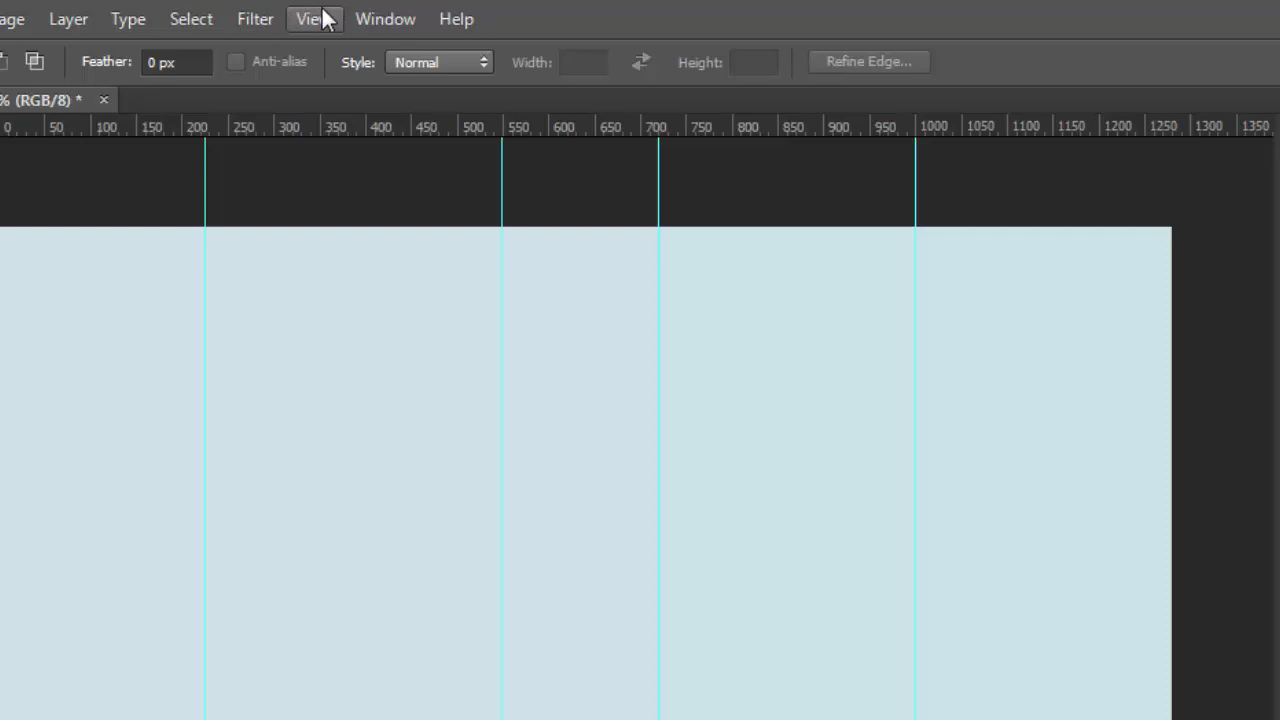 age Layer Type Select Filter View Window Help
Feather: 0 px Anti-alias Style: Normal Width: Height: Refine Edge...
% (RGB/8) * ×
0 50 100 150 200 250 300 350 400 450 500 550 600 650 700 750 800 850 900 950 1000 1050 1100 1150 1200 1250 1300 1350